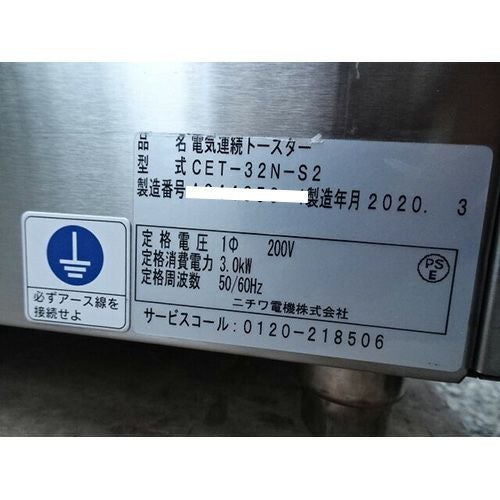 品 名 電気連続トースター
型 式 CET-32N-S2
製造番号 製造年月 2020. 3
定格電圧 1Φ 200V
定格消費電力 3.0kW
定格周波数 50/60Hz
PS
E
ニチワ電機株式会社
サービスコール:0120-218506
必ずアース線を
接続せよ